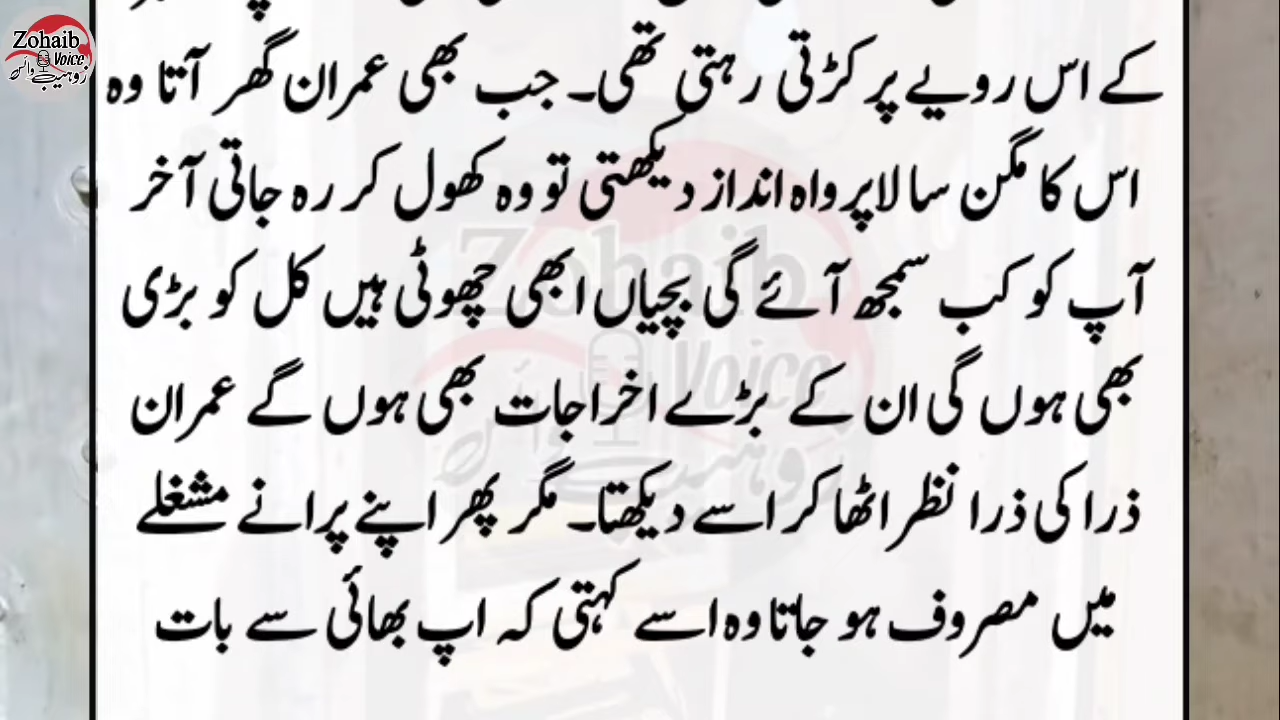 Zohaib
Voice
زوہیب وائس
کے اس رویے پر کڑتی رہتی تھی۔ جب بھی عمران گھر آتا وہ
اس کا مگن سا لاپرواہ انداز دیکھتی تو وہ کھول کر رہ جاتی آخر
آپ کو کب سمجھ آئے گی بچیاں ابھی چھوٹی ہیں کل کو بڑی
بھی ہوں گی ان کے بڑے اخراجات بھی ہوں گے عمران
ذرا کی ذرا نظر اٹھا کر اسے دیکھتا۔ مگر پھر اپنے پرانے مشغلے
میں مصروف ہو جاتا وہ اسے کہتی کہ اپ بھائی سے بات